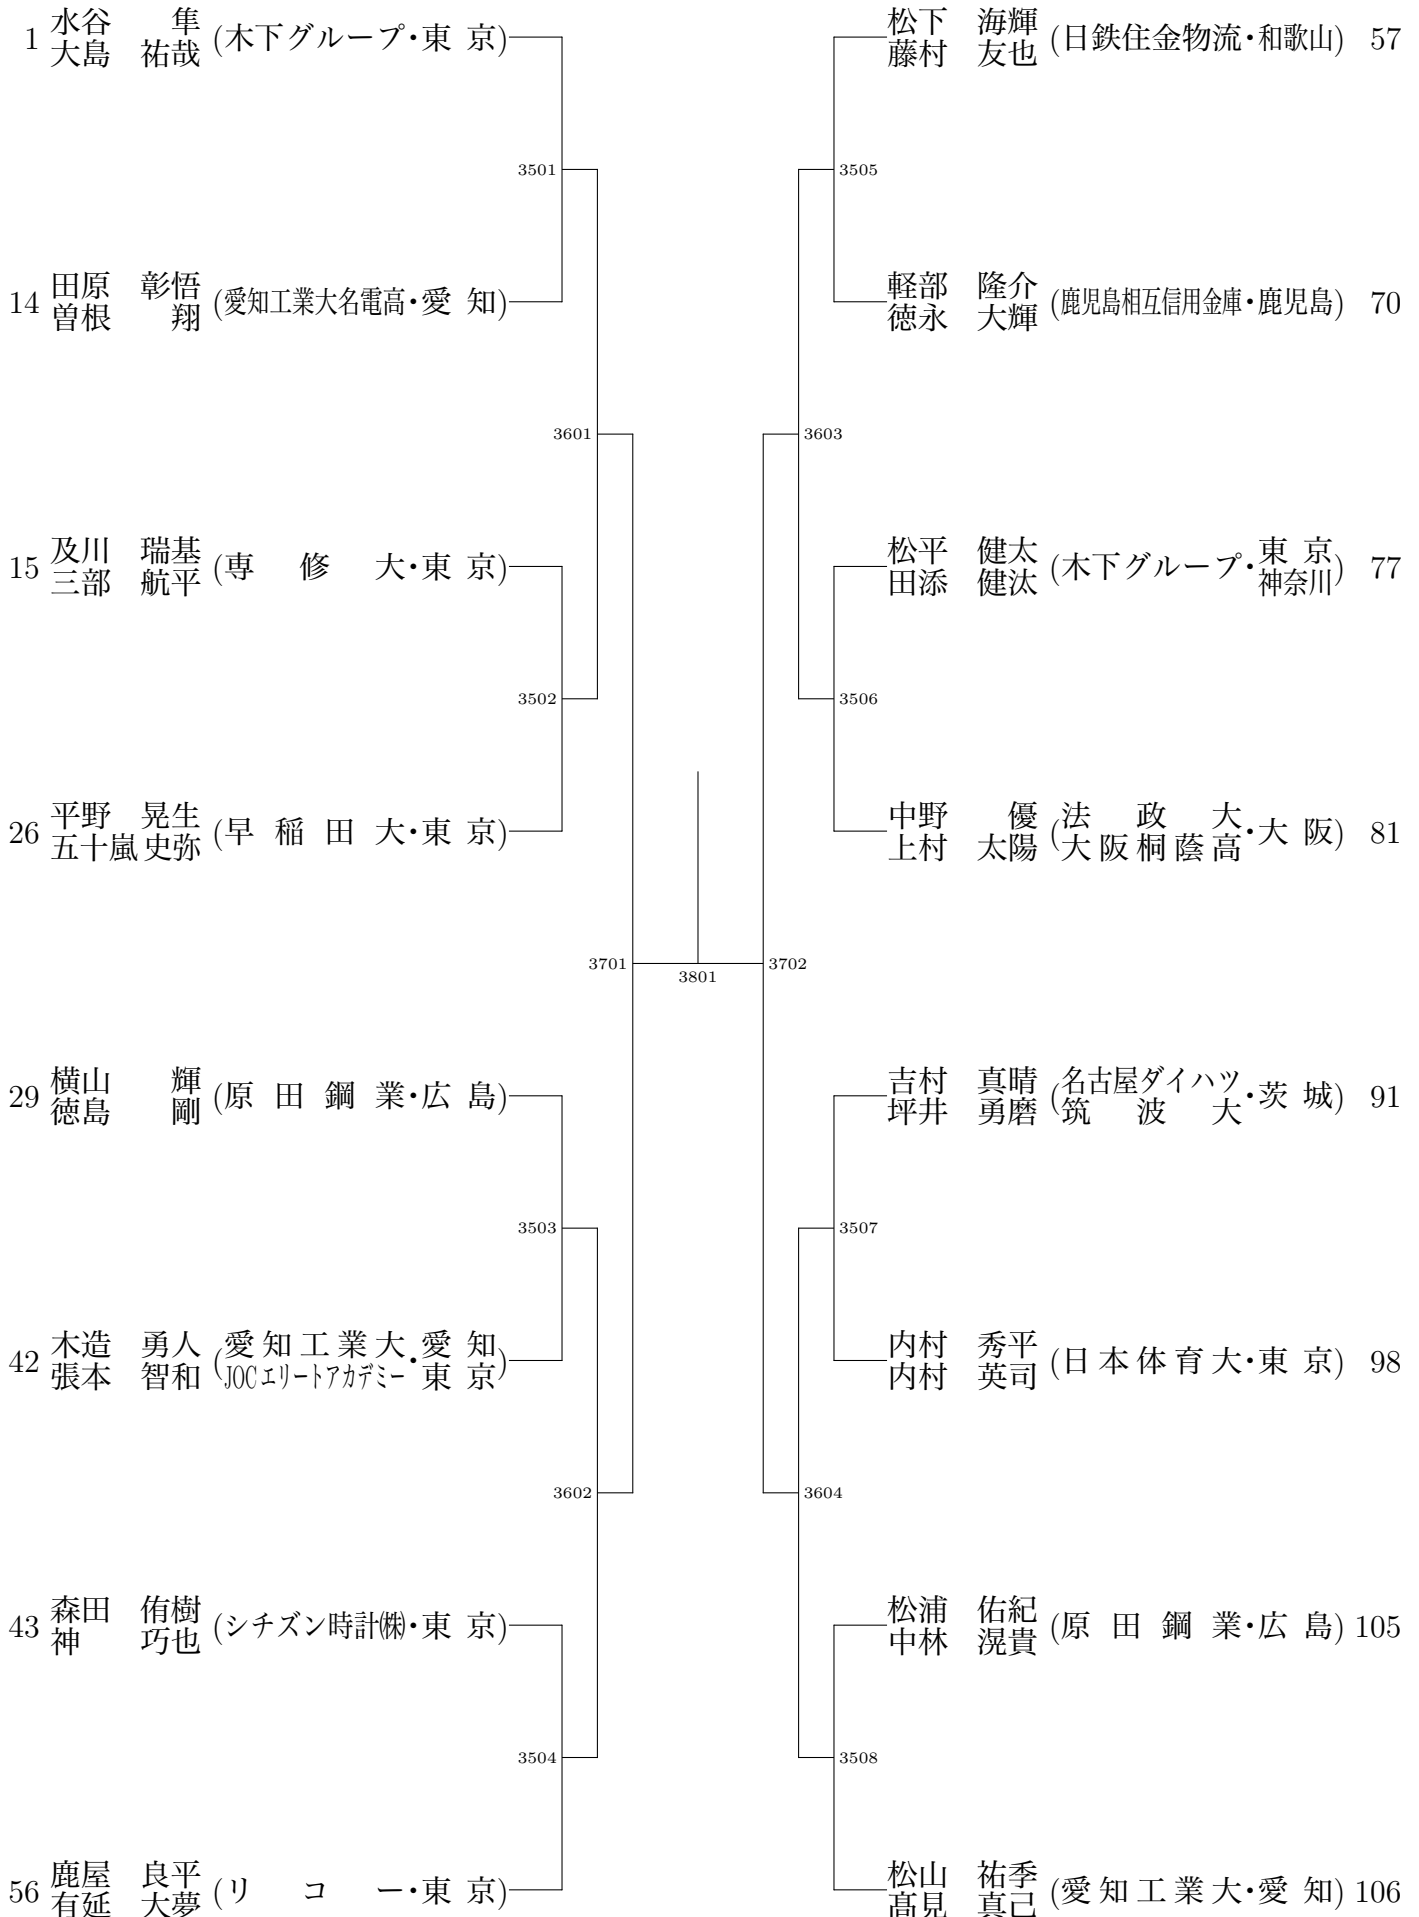 1 水谷 隼 (木下グループ・東 京)
大島 祐哉
3501
14 田原 彰悟 (愛知工業大名電高・愛 知)
曽根 翔
3601
15 及川 瑞基 (専 修 大・東 京)
三部 航平
3502
26 平野 晃生 (早 稲 田 大・東 京)
五十嵐 史弥
3701
29 横山 輝 (原 田 鋼 業・広 島)
徳島 剛
3503
42 木造 勇人 (愛知工業大・愛 知)
張本 智和 (JOCエリートアカデミー・東 京)
3602
43 森田 侑樹 (シチズン時計㈱・東 京)
神 巧也
3504
56 鹿屋 良平 (リ コ ー・東 京)
有延 大夢
3801
松下 海輝 (日鉄住金物流・和歌山) 57
藤村 友也
3505
軽部 隆介 (鹿児島相互信用金庫・鹿児島) 70
徳永 大輝
3603
松平 健太 (木下グループ・東 京) 77
田添 健汰 神奈川
3506
中野 優 (法 政 大・大 阪) 81
上村 太陽 大阪桐蔭高
3702
吉村 真晴 (名古屋ダイハツ・茨 城) 91
坪井 勇磨 筑 波 大
3507
内村 秀平 (日本体育大・東 京) 98
内村 英司
3604
松浦 佑紀 (原 田 鋼 業・広 島) 105
中林 滉貴
3508
松山 祐季 (愛知工業大・愛 知) 106
髙見 真己